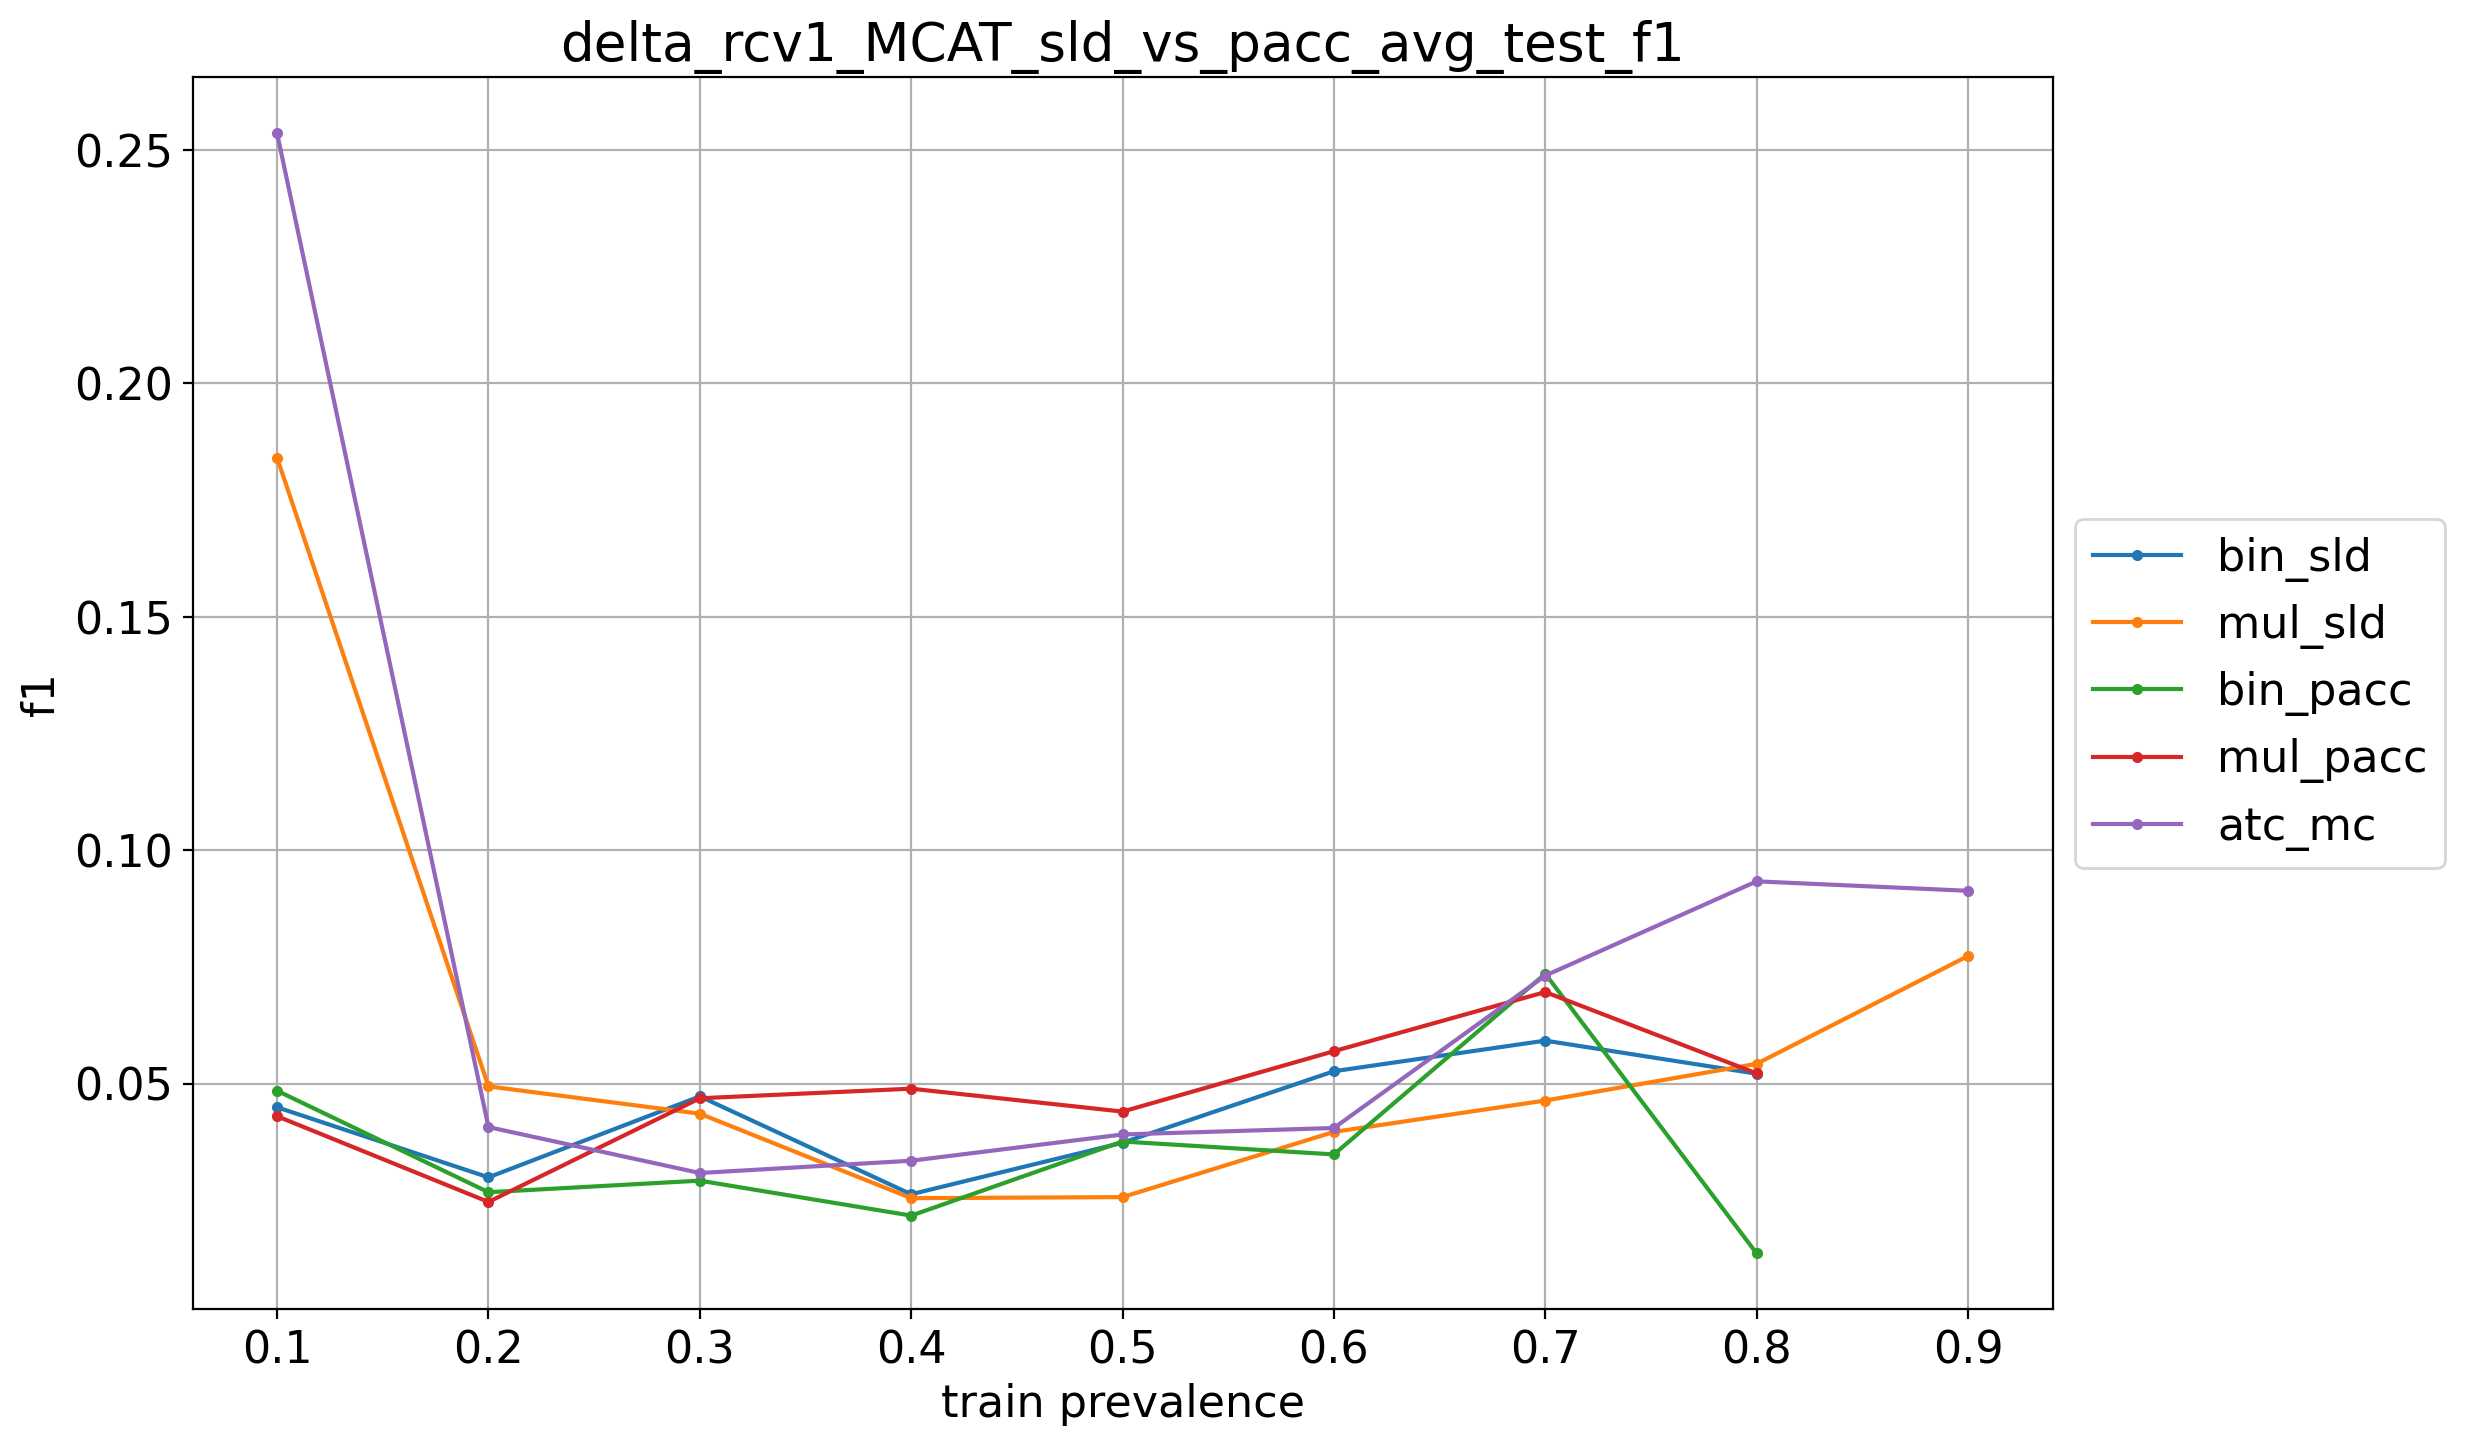 delta_rcv1_MCAT_sld_vs_pacc_avg_test_f1
0.25
0.20
0.15
0.10
0.05
f1
0.1 0.2 0.3 0.4 0.5 0.6 0.7 0.8 0.9
train prevalence
bin_sld
mul_sld
bin_pacc
mul_pacc
atc_mc